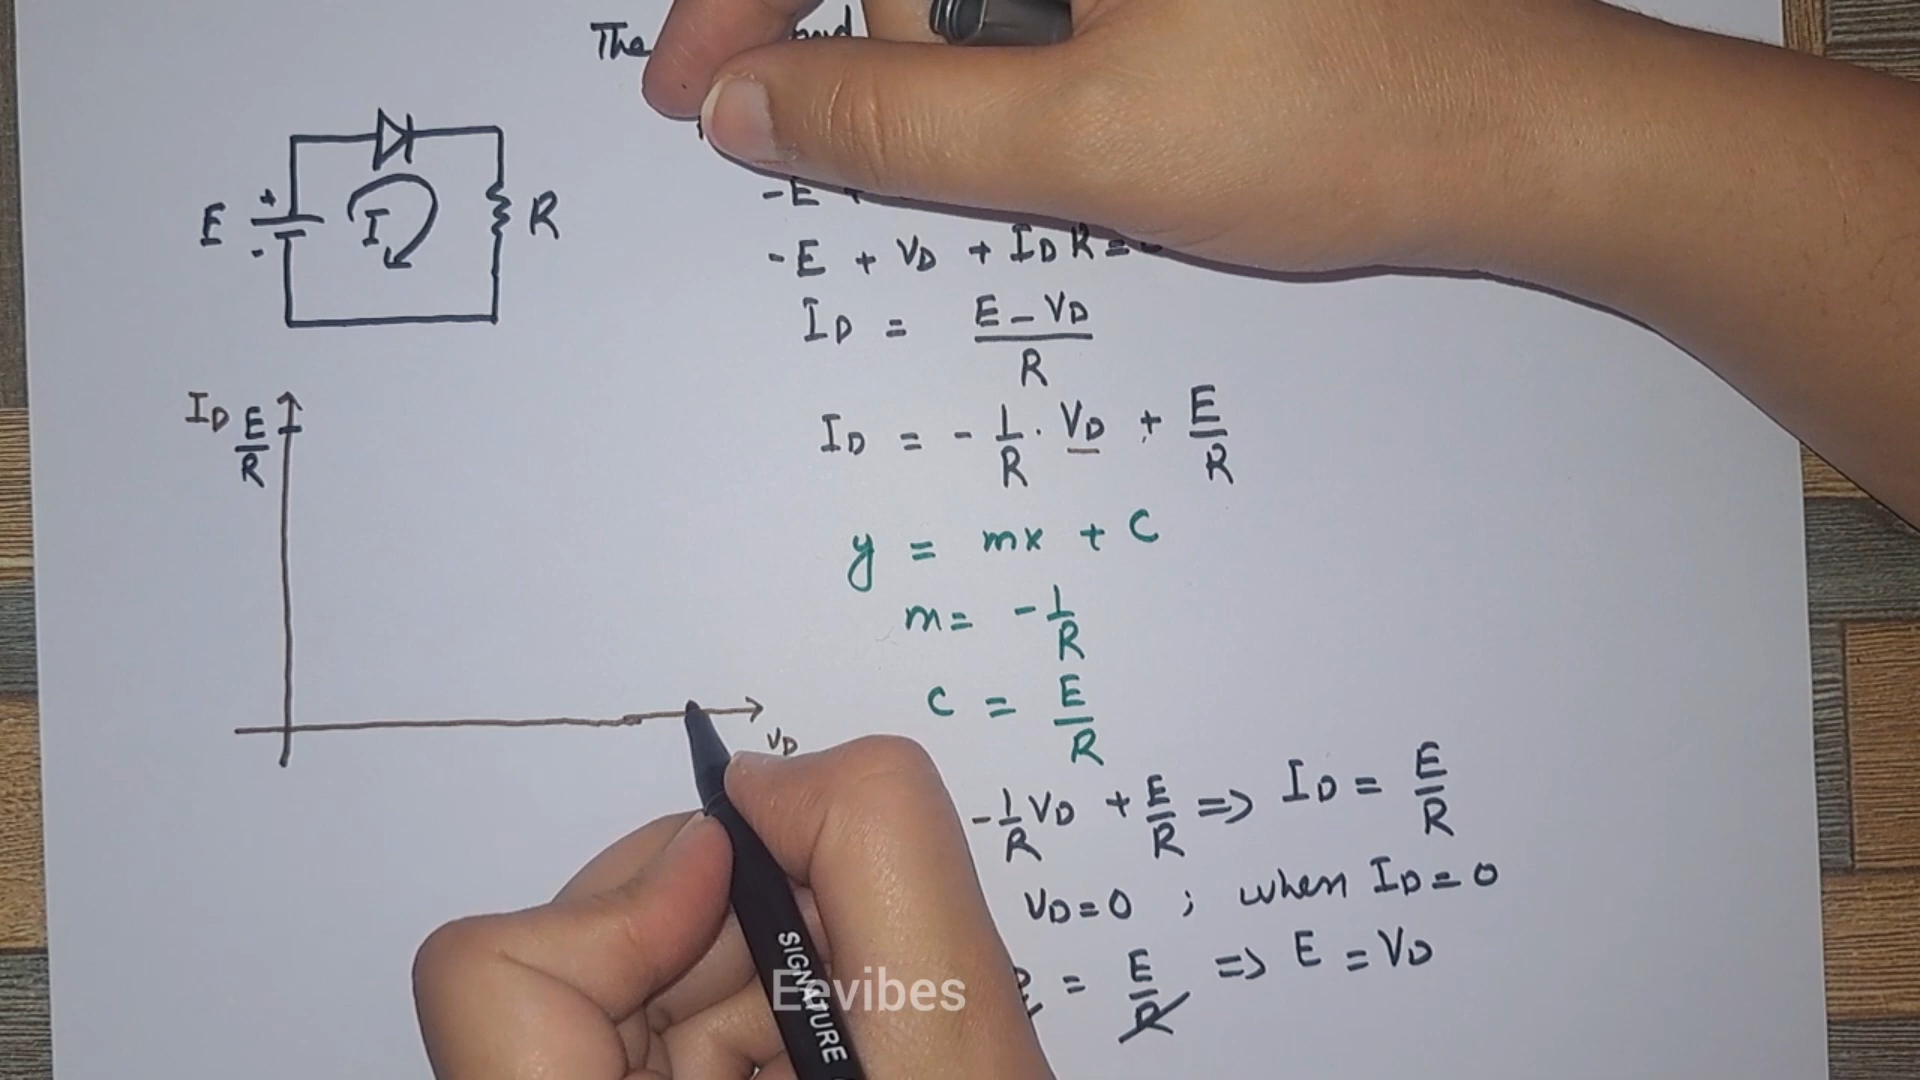 The
E + - I R
-E +
-E + VD + IDR =
ID = E - VD / R
ID E/R
ID = - 1/R . VD + E/R
y = mx + C
m = - 1/R
C = E/R
VD
- 1/R VD + E/R => ID = E/R
VD = 0 ; when ID = 0
= E/R => E = VD
SIGNATURE
Eevibes